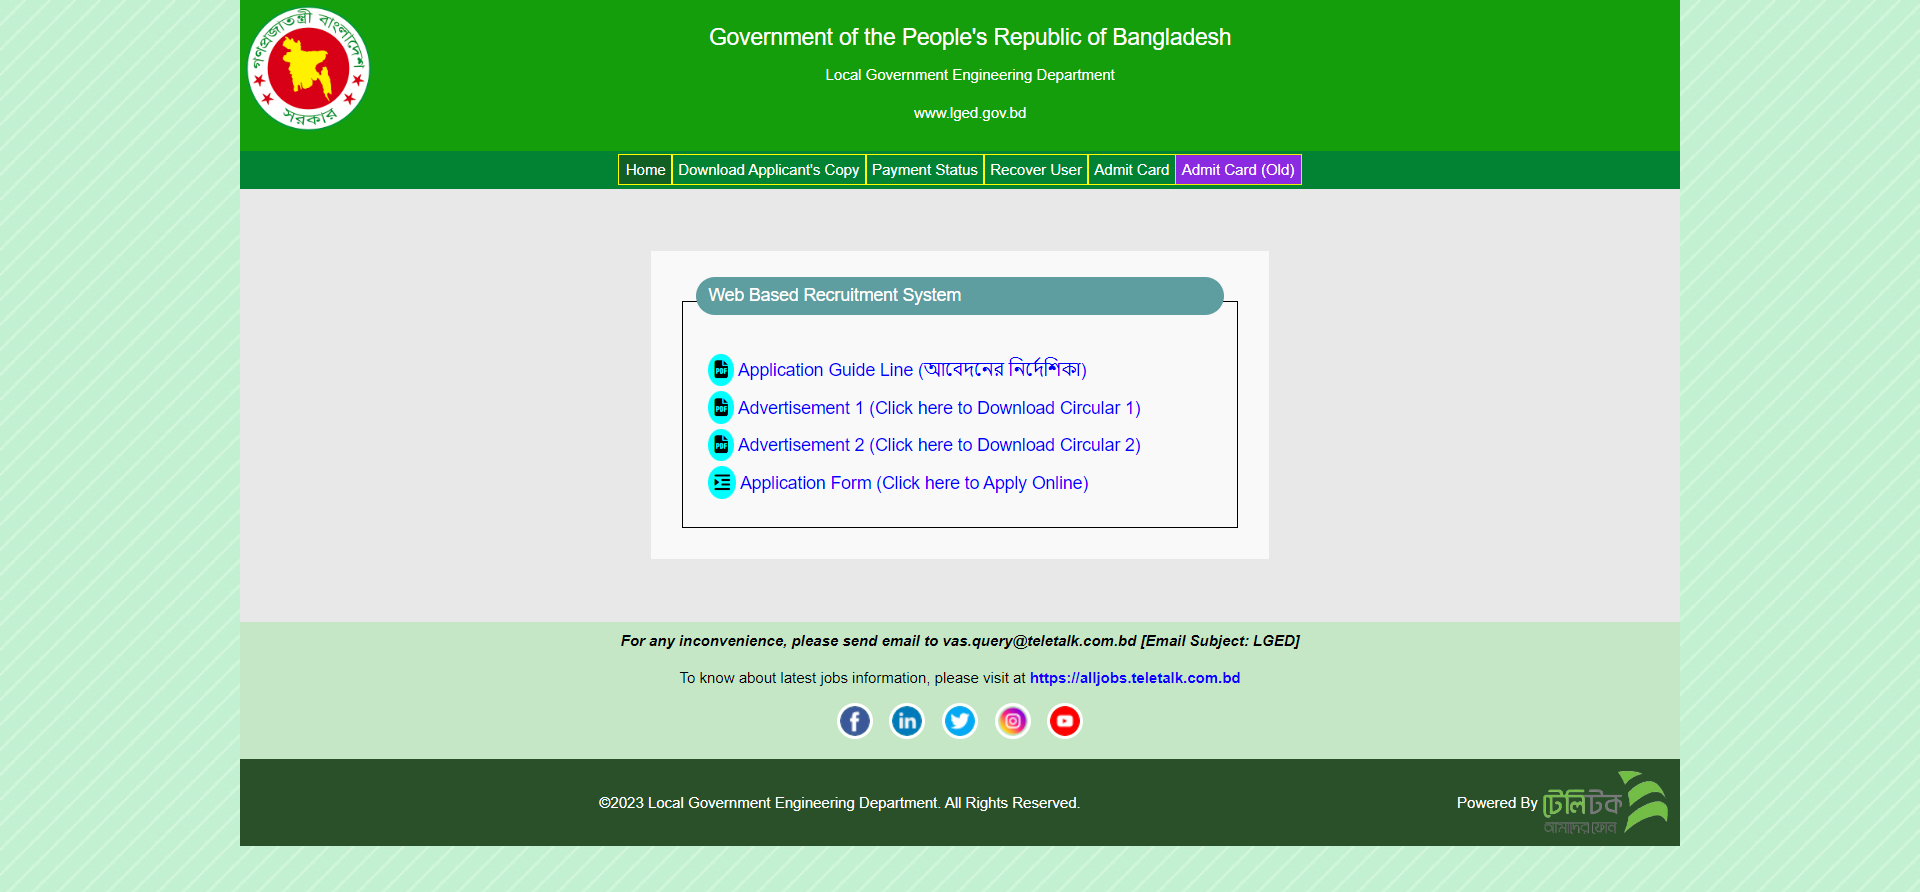 গণপ্রজাতন্ত্রী বাংলাদেশ
সরকার
Government of the People's Republic of Bangladesh
Local Government Engineering Department
www.lged.gov.bd
Home Download Applicant's Copy Payment Status Recover User Admit Card Admit Card (Old)
Web Based Recruitment System
PDF Application Guide Line (আবেদনের নির্দেশিকা)
PDF Advertisement 1 (Click here to Download Circular 1)
PDF Advertisement 2 (Click here to Download Circular 2)
Application Form (Click here to Apply Online)
For any inconvenience, please send email to vas.query@teletalk.com.bd [Email Subject: LGED]
To know about latest jobs information, please visit at https://alljobs.teletalk.com.bd
©2023 Local Government Engineering Department. All Rights Reserved.
Powered By টেলিটক
আমাদের ফোন